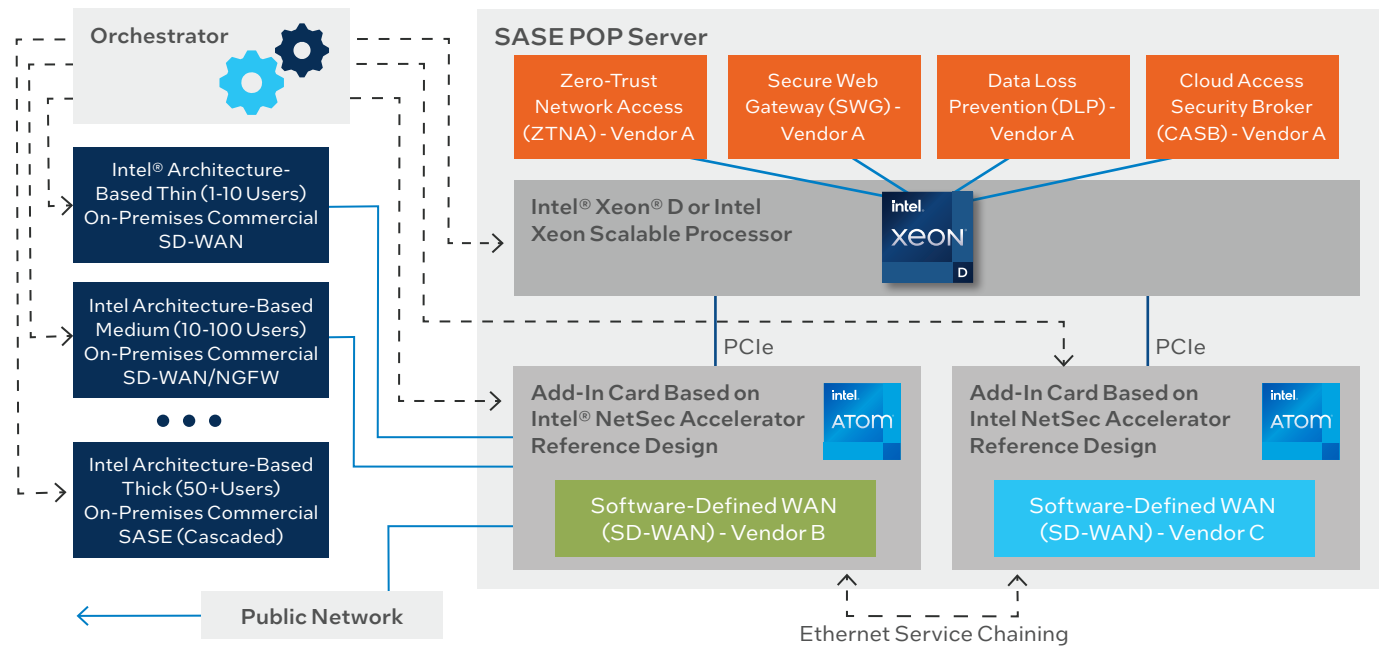 Orchestrator
Intel® Architecture-
Based Thin (1-10 Users)
On-Premises Commercial
SD-WAN
Intel Architecture-Based
Medium (10-100 Users)
On-Premises Commercial
SD-WAN/NGFW
Intel Architecture-Based
Thick (50+Users)
On-Premises Commercial
SASE (Cascaded)
Public Network
SASE POP Server
Zero-Trust
Network Access
(ZTNA) - Vendor A
Secure Web
Gateway (SWG) -
Vendor A
Data Loss
Prevention (DLP) -
Vendor A
Cloud Access
Security Broker
(CASB) - Vendor A
Intel® Xeon® D or Intel
Xeon Scalable Processor
intel.
xeon
D
PCIe
PCIe
Add-In Card Based on
Intel® NetSec Accelerator
Reference Design
intel.
ATOM
Software-Defined WAN
(SD-WAN) - Vendor B
Add-In Card Based on
Intel NetSec Accelerator
Reference Design
intel.
ATOM
Software-Defined WAN
(SD-WAN) - Vendor C
Ethernet Service Chaining